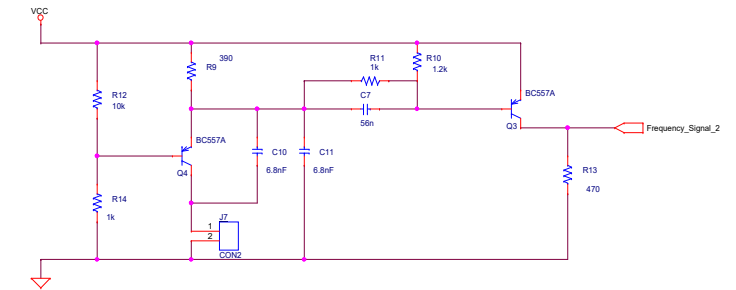 VCC
390
R9
R11
1k
R10
1.2k
R12
10k
C7
56n
BC557A
Q3
Frequency_Signal_2
BC557A
Q4
C10
6.8nF
C11
6.8nF
R13
470
R14
1k
J7
1
2
CON2